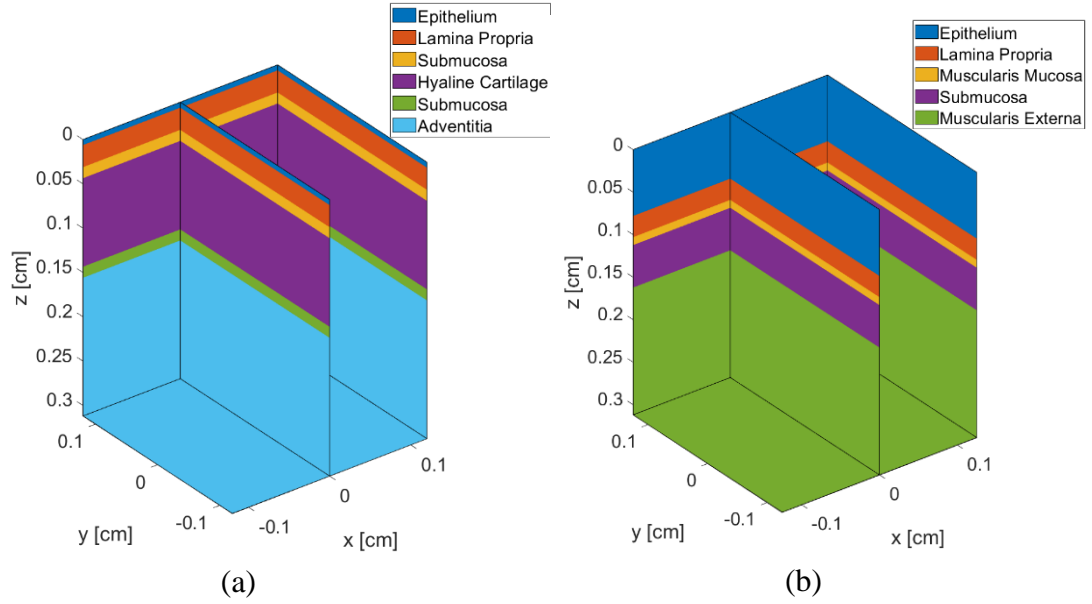 Epithelium
Lamina Propria
Submucosa
Hyaline Cartilage
Submucosa
Adventitia
0
0.05
0.1
0.15
0.2
0.25
0.3
z [cm]
0.1
0
-0.1
y [cm]
-0.1
0
0.1
x [cm]
(a)
Epithelium
Lamina Propria
Muscularis Mucosa
Submucosa
Muscularis Externa
0
0.05
0.1
0.15
0.2
0.25
0.3
z [cm]
0.1
0
-0.1
y [cm]
-0.1
0
0.1
x [cm]
(b)